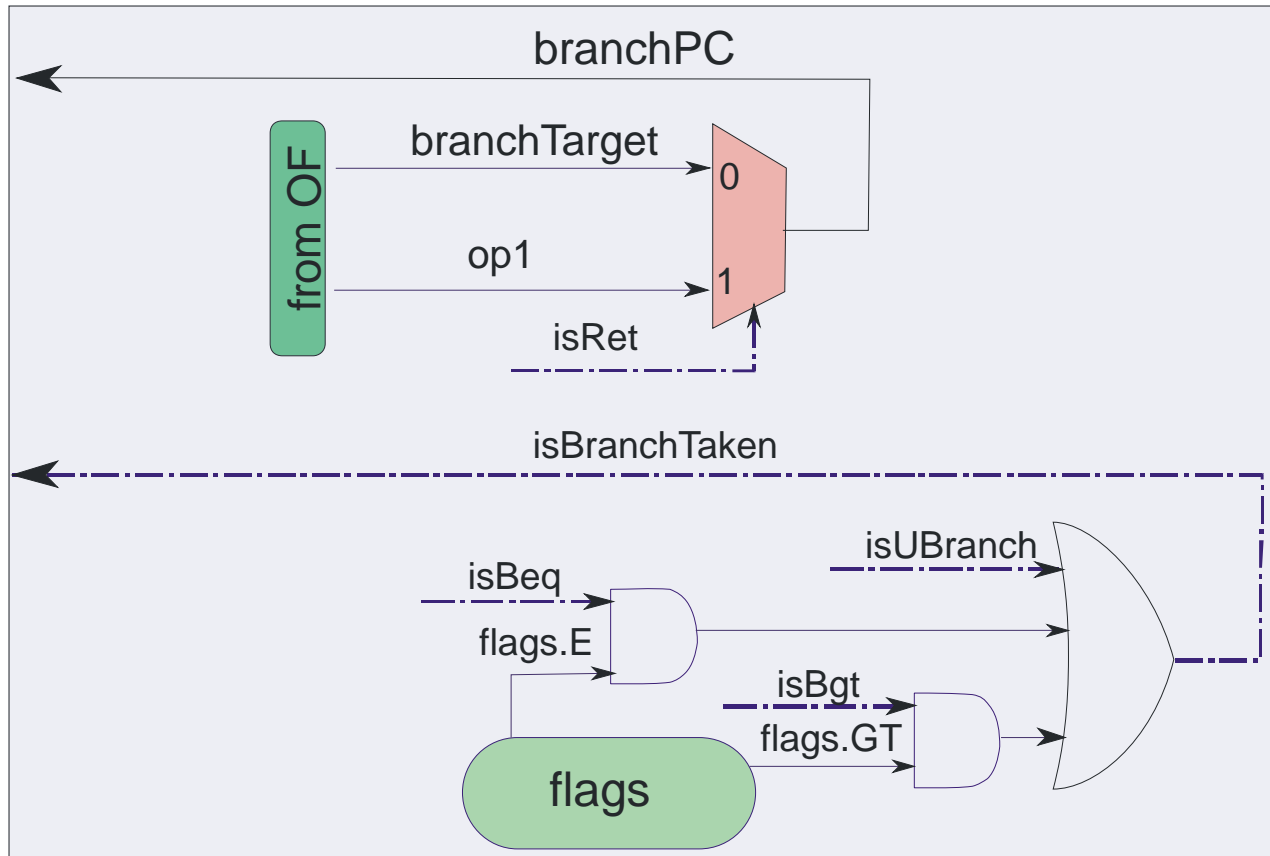 branchPC
from OF
branchTarget
0
op1
1
isRet
isBranchTaken
isUBranch
isBeq
flags.E
isBgt
flags.GT
flags